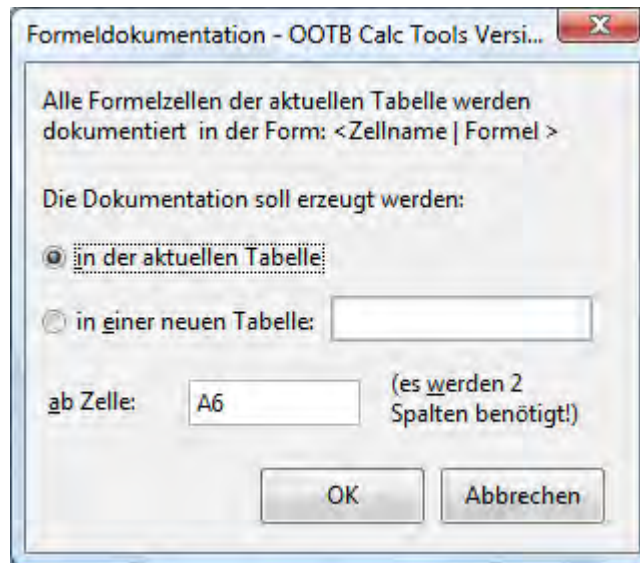 Formeldokumentation - OOTB Calc Tools Versi...
Alle Formelzellen der aktuellen Tabelle werden
dokumentiert in der Form: <Zellname | Formel >
Die Dokumentation soll erzeugt werden:
in der aktuellen Tabelle
in einer neuen Tabelle:
ab Zelle:
A6
(es werden 2
Spalten benötigt!)
OK
Abbrechen